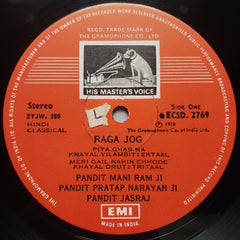 REGD. TRADE MARK OF
THE GRAMOPHONE CO. LTD.
HIS MASTER'S VOICE
Stereo
2YJW. 359
HINDI
CLASSICAL
L
SIDE ONE
ECSD. 2769
℗ 1976
The Gramophone Co. of India Ltd.
RAGA JOG
PIYA GHAR NA
KHAYAL VILAMBIT: EKTAAL
MERI GAIL NAHIN CHHODE
KHAYAL DRUT: TRITAAL
PANDIT MANI RAM JI
PANDIT PRATAP NARAYAN JI
PANDIT JASRAJ
EMI
MADE IN INDIA